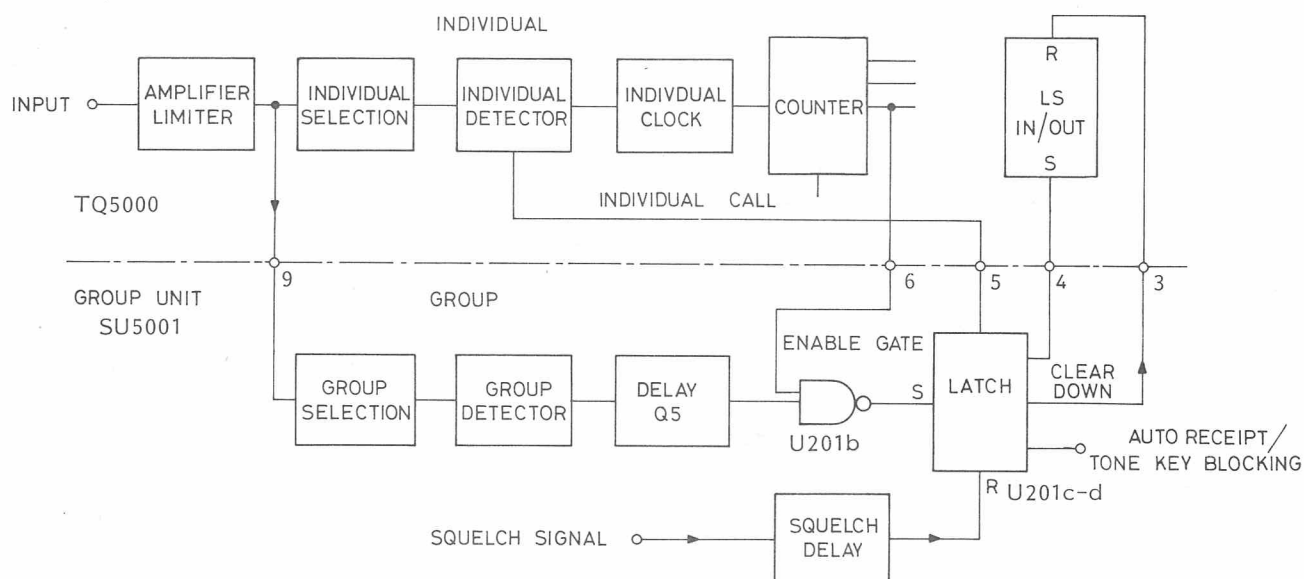 INDIVIDUAL
INPUT
AMPLIFIER
LIMITER
INDIVIDUAL
SELECTION
INDIVIDUAL
DETECTOR
INDIVDUAL
CLOCK
COUNTER
R
LS
IN/OUT
S
TQ5000
INDIVIDUAL CALL
9
6
5
4
3
GROUP UNIT
SU5001
GROUP
ENABLE GATE
GROUP
SELECTION
GROUP
DETECTOR
DELAY
Q5
U201b
S
LATCH
CLEAR
DOWN
AUTO RECEIPT/
TONE KEY BLOCKING
R
U201c-d
SQUELCH SIGNAL
SQUELCH
DELAY